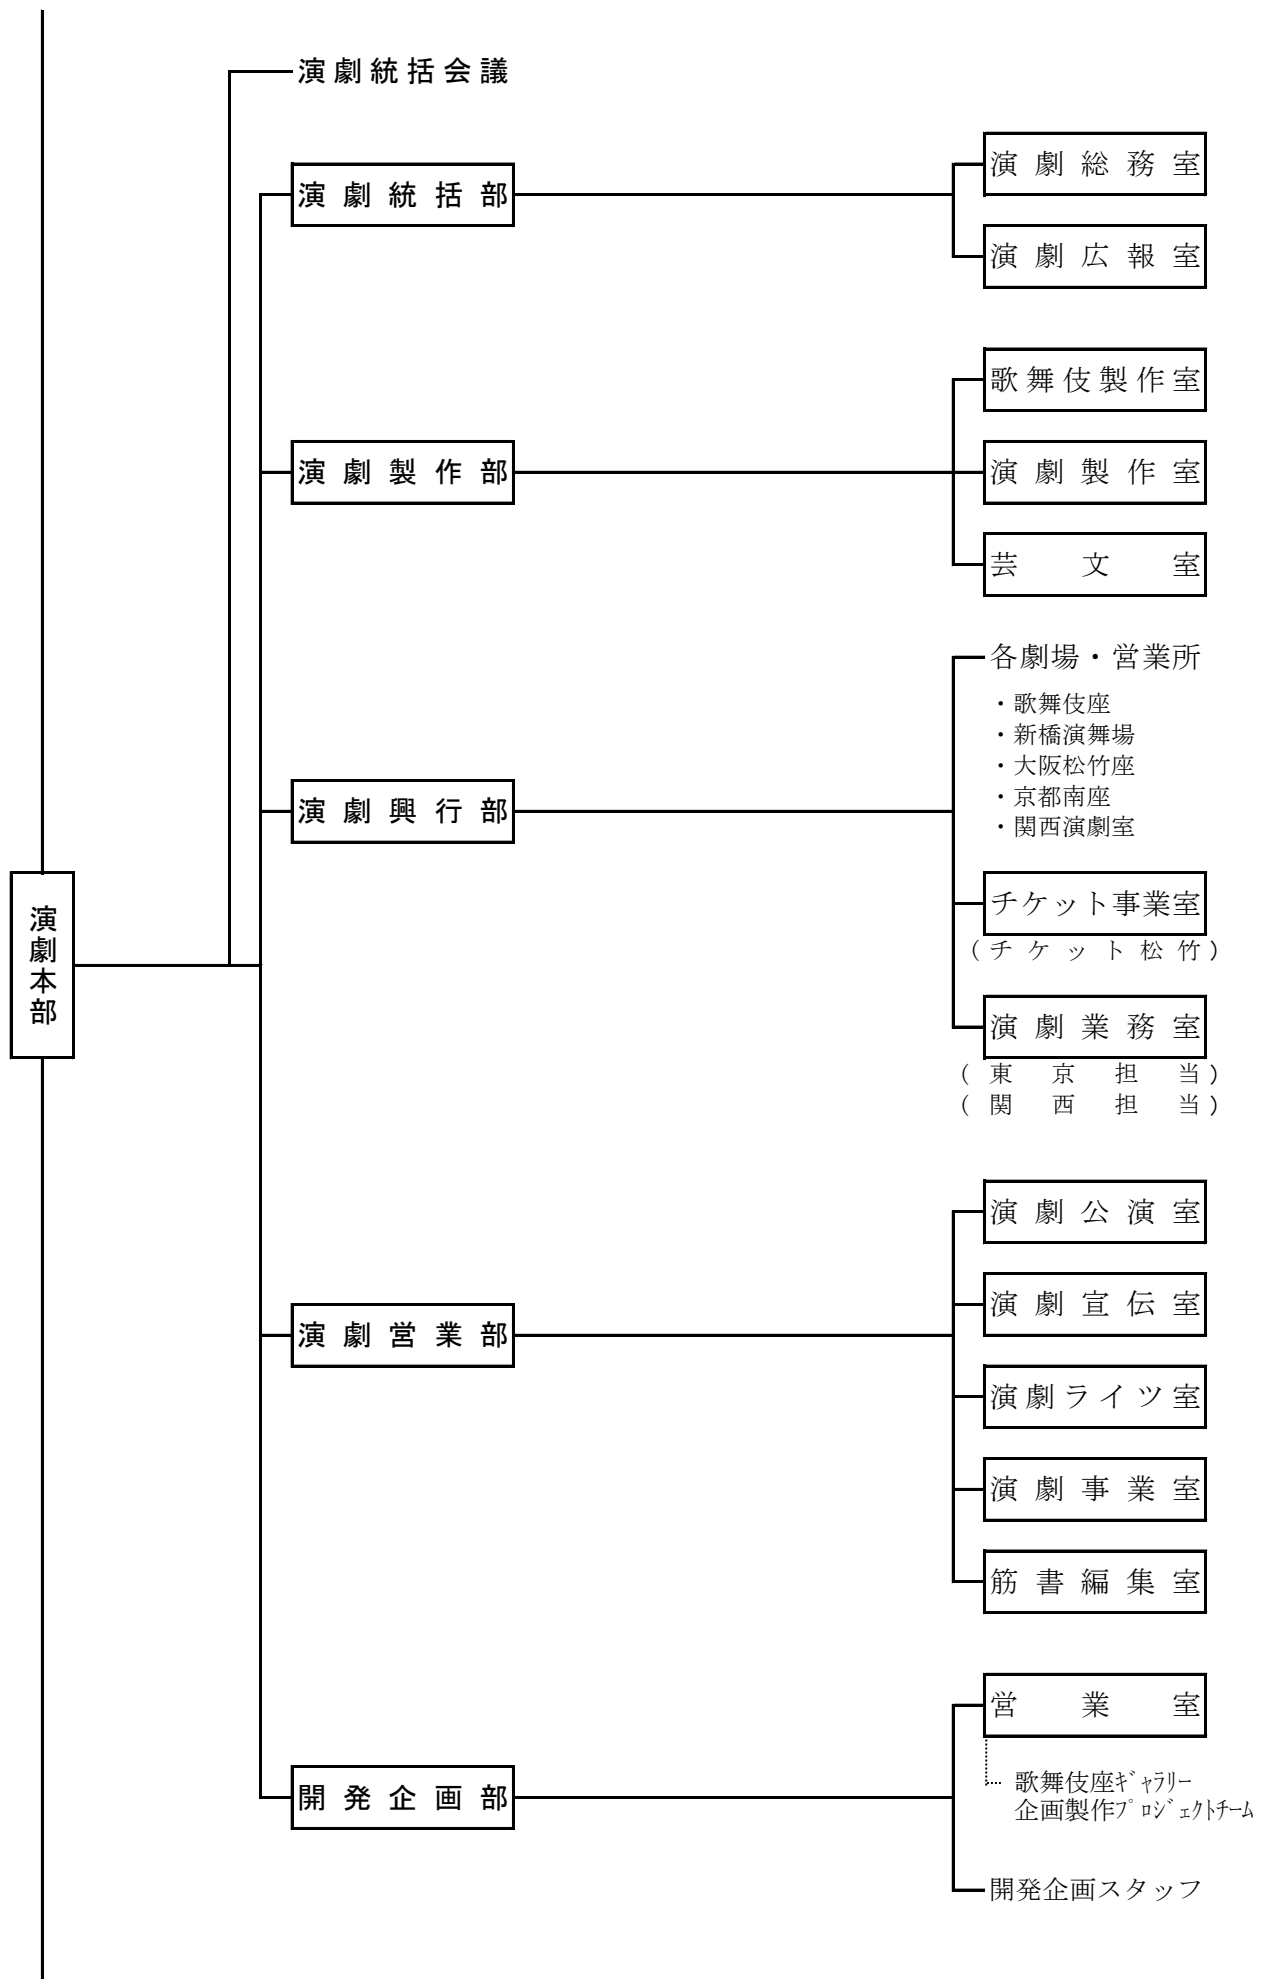 演劇統括会議
演劇統括部
演劇総務室
演劇広報室
演劇製作部
歌舞伎製作室
演劇製作室
芸文室
演劇興行部
各劇場・営業所
・歌舞伎座
・新橋演舞場
・大阪松竹座
・京都南座
・関西演劇室
チケット事業室
(チケット松竹)
演劇業務室
(東京担当)
(関西担当)
演劇本部
演劇営業部
演劇公演室
演劇宣伝室
演劇ライツ室
演劇事業室
筋書編集室
開発企画部
営業室
歌舞伎座ｷﾞｬﾗﾘｰ
企画製作ﾌﾟﾛｼﾞｪｸﾄﾁｰﾑ
開発企画スタッフ